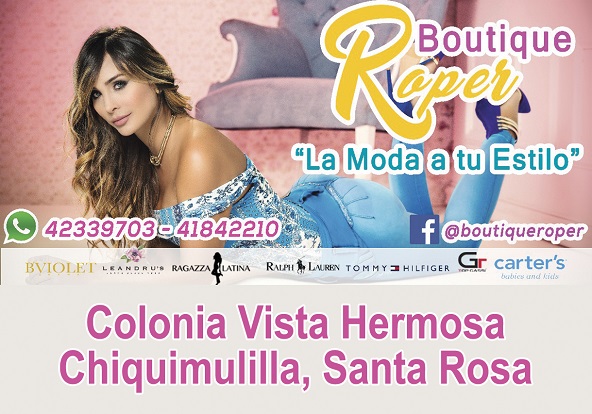 Boutique
Roper
"La Moda a tu Estilo"
42339703 - 41842210
@boutiqueroper
BVIOLET LEANDRU'S RAGAZZA LATINA RALPH LAUREN TOMMY HILFIGER Gr carter's
babies and kids
Colonia Vista Hermosa
Chiquimulilla, Santa Rosa